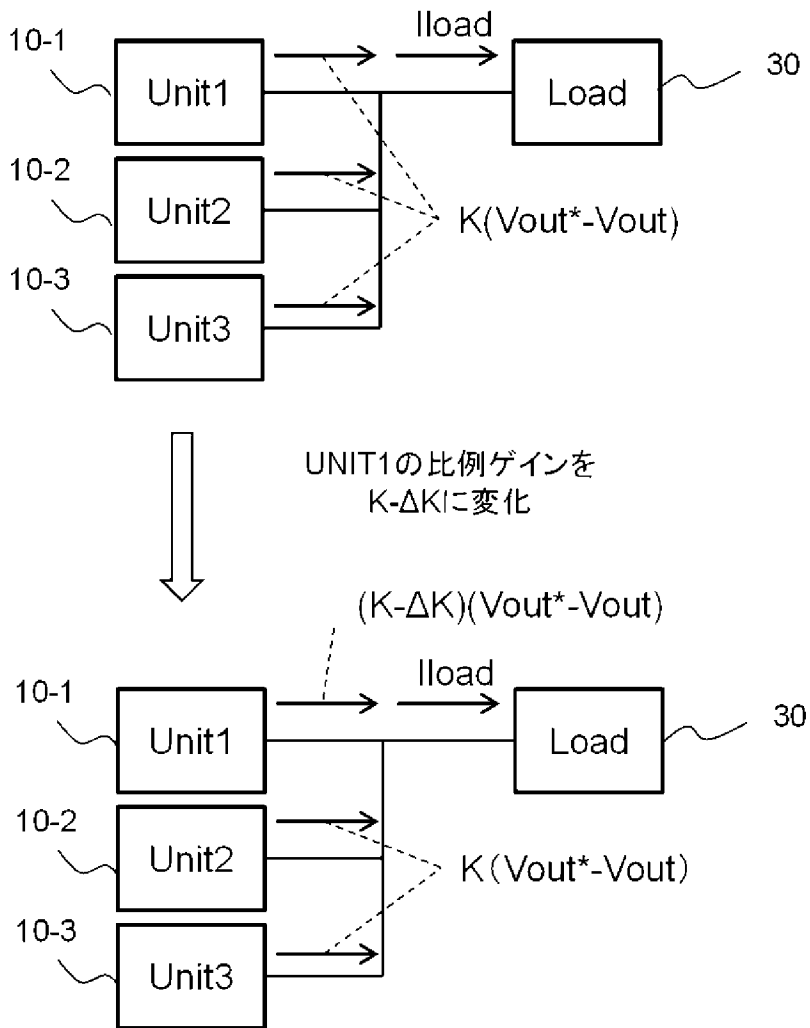 10-1
Unit1
Iload
Load
30
10-2
Unit2
K(Vout*-Vout)
10-3
Unit3
UNIT1の比例ゲインを
K-ΔKに変化
(K-ΔK)(Vout*-Vout)
10-1
Unit1
Iload
Load
30
10-2
Unit2
K(Vout*-Vout)
10-3
Unit3